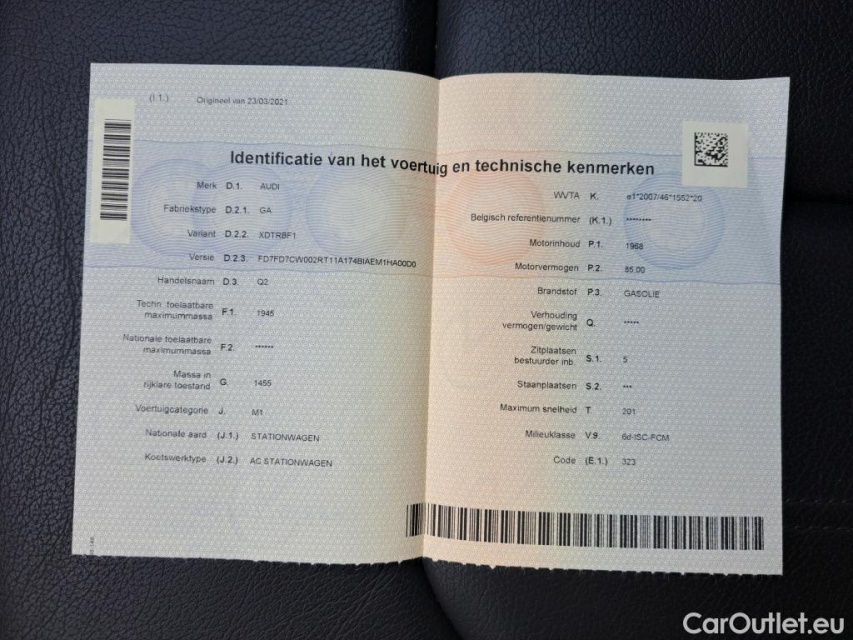 (I.1.) Origineel van 23/03/2021
Identificatie van het voertuig en technische kenmerken
Merk D.1. AUDI
Fabriekstype D.2.1. GA
Variant D.2.2. XDTRBF1
Versie D.2.3. FD7FD7CW002RT11A174BIAEM1HA00D0
Handelsnaam D.3. Q2
Techn. toelaatbare
maximummassa F.1. 1945
Nationale toelaatbare
maximummassa F.2. ------
Massa in
rijklare toestand G. 1455
Voertuigcategorie J. M1
Nationale aard (J.1.) STATIONWAGEN
Koetswerktype (J.2.) AC STATIONWAGEN
WVTA K. e1*2007/46*1552*20
Belgisch referentienummer (K.1.) --------
Motorinhoud P.1. 1968
Motorvermogen P.2. 85.00
Brandstof P.3. GASOLIE
Verhouding
vermogen/gewicht Q. -----
Zitplaatsen
bestuurder inb. S.1. 5
Staanplaatsen S.2. ---
Maximum snelheid T. 201
Milieuklasse V.9. 6d-ISC-FCM
Code (E.1.) 323
CarOutlet.eu